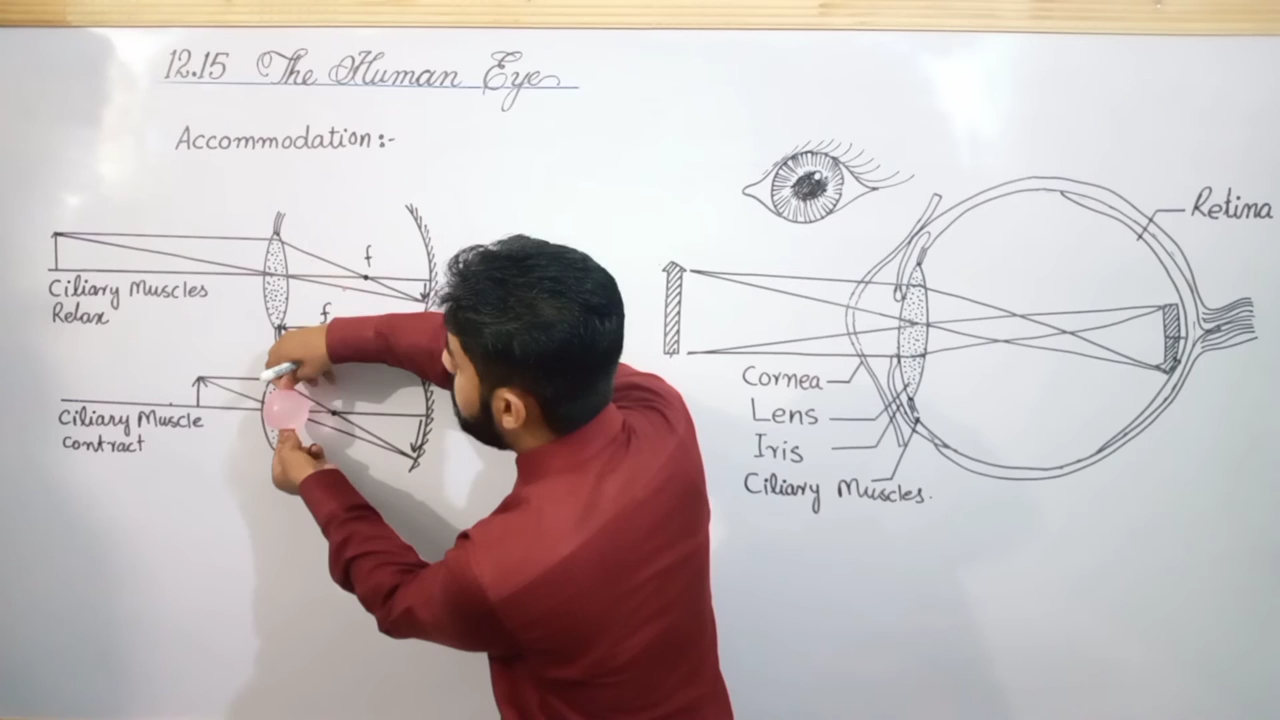 12.15 The Human Eye
Accommodation:-
f
Ciliary Muscles
Relax
f
Ciliary Muscle
Contract
Retina
Cornea
Lens
Iris
Ciliary Muscles.